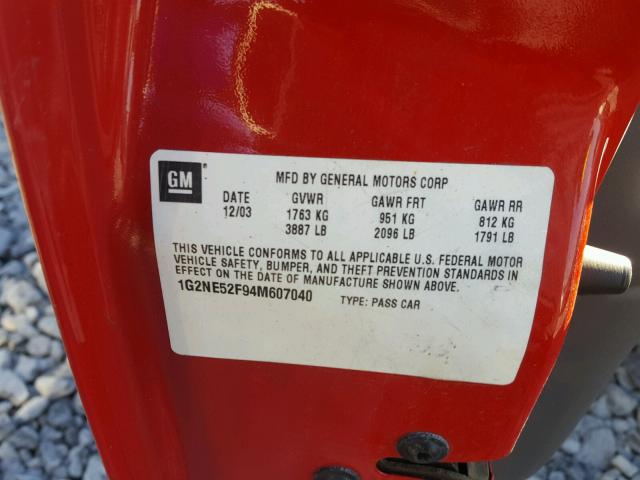 GM
MFD BY GENERAL MOTORS CORP
DATE GVWR GAWR FRT GAWR RR
12/03 1763 KG 951 KG 812 KG
3887 LB 2096 LB 1791 LB
THIS VEHICLE CONFORMS TO ALL APPLICABLE U.S. FEDERAL MOTOR
VEHICLE SAFETY, BUMPER, AND THEFT PREVENTION STANDARDS IN
EFFECT ON THE DATE OF MANUFACTURE SHOWN ABOVE.
1G2NE52F94M607040 TYPE: PASS CAR